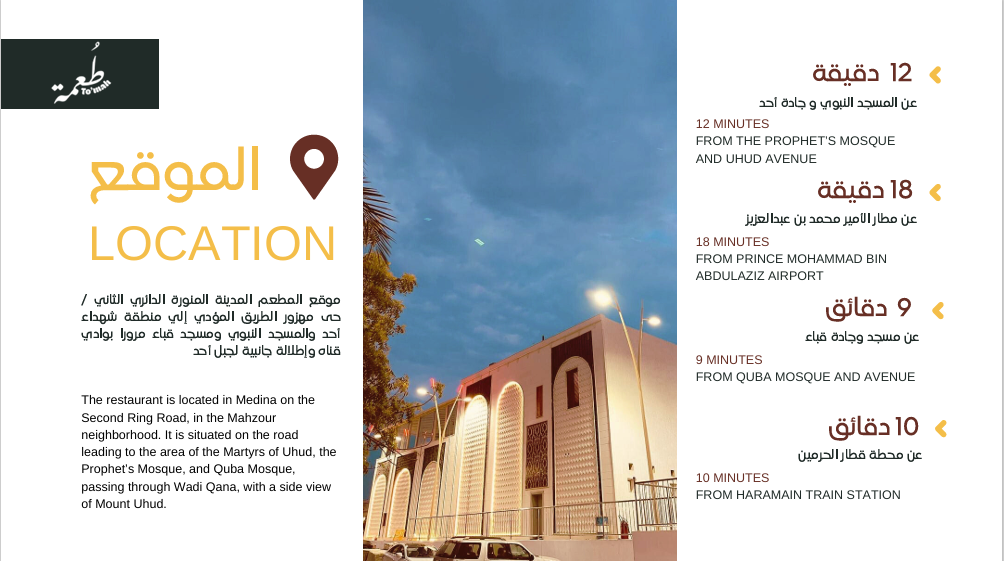 طُعمة
To'mah
الموقع
LOCATION
موقع المطعم المدينة المنورة الدائري الثاني /
حى مهزور الطريق المؤدي إلي منطقة شهداء
أحد والمسجد النبوي ومسجد قباء مرورا بوادي
قناه وإطلالة جانبية لجبل أحد
The restaurant is located in Medina on the
Second Ring Road, in the Mahzour
neighborhood. It is situated on the road
leading to the area of the Martyrs of Uhud, the
Prophet's Mosque, and Quba Mosque,
passing through Wadi Qana, with a side view
of Mount Uhud.
12 دقيقة
عن المسجد النبوي و جادة أحد
12 MINUTES
FROM THE PROPHET'S MOSQUE
AND UHUD AVENUE
18 دقيقة
عن مطار الأمير محمد بن عبدالعزيز
18 MINUTES
FROM PRINCE MOHAMMAD BIN
ABDULAZIZ AIRPORT
9 دقائق
عن مسجد وجادة قباء
9 MINUTES
FROM QUBA MOSQUE AND AVENUE
10 دقائق
عن محطة قطار الحرمين
10 MINUTES
FROM HARAMAIN TRAIN STATION